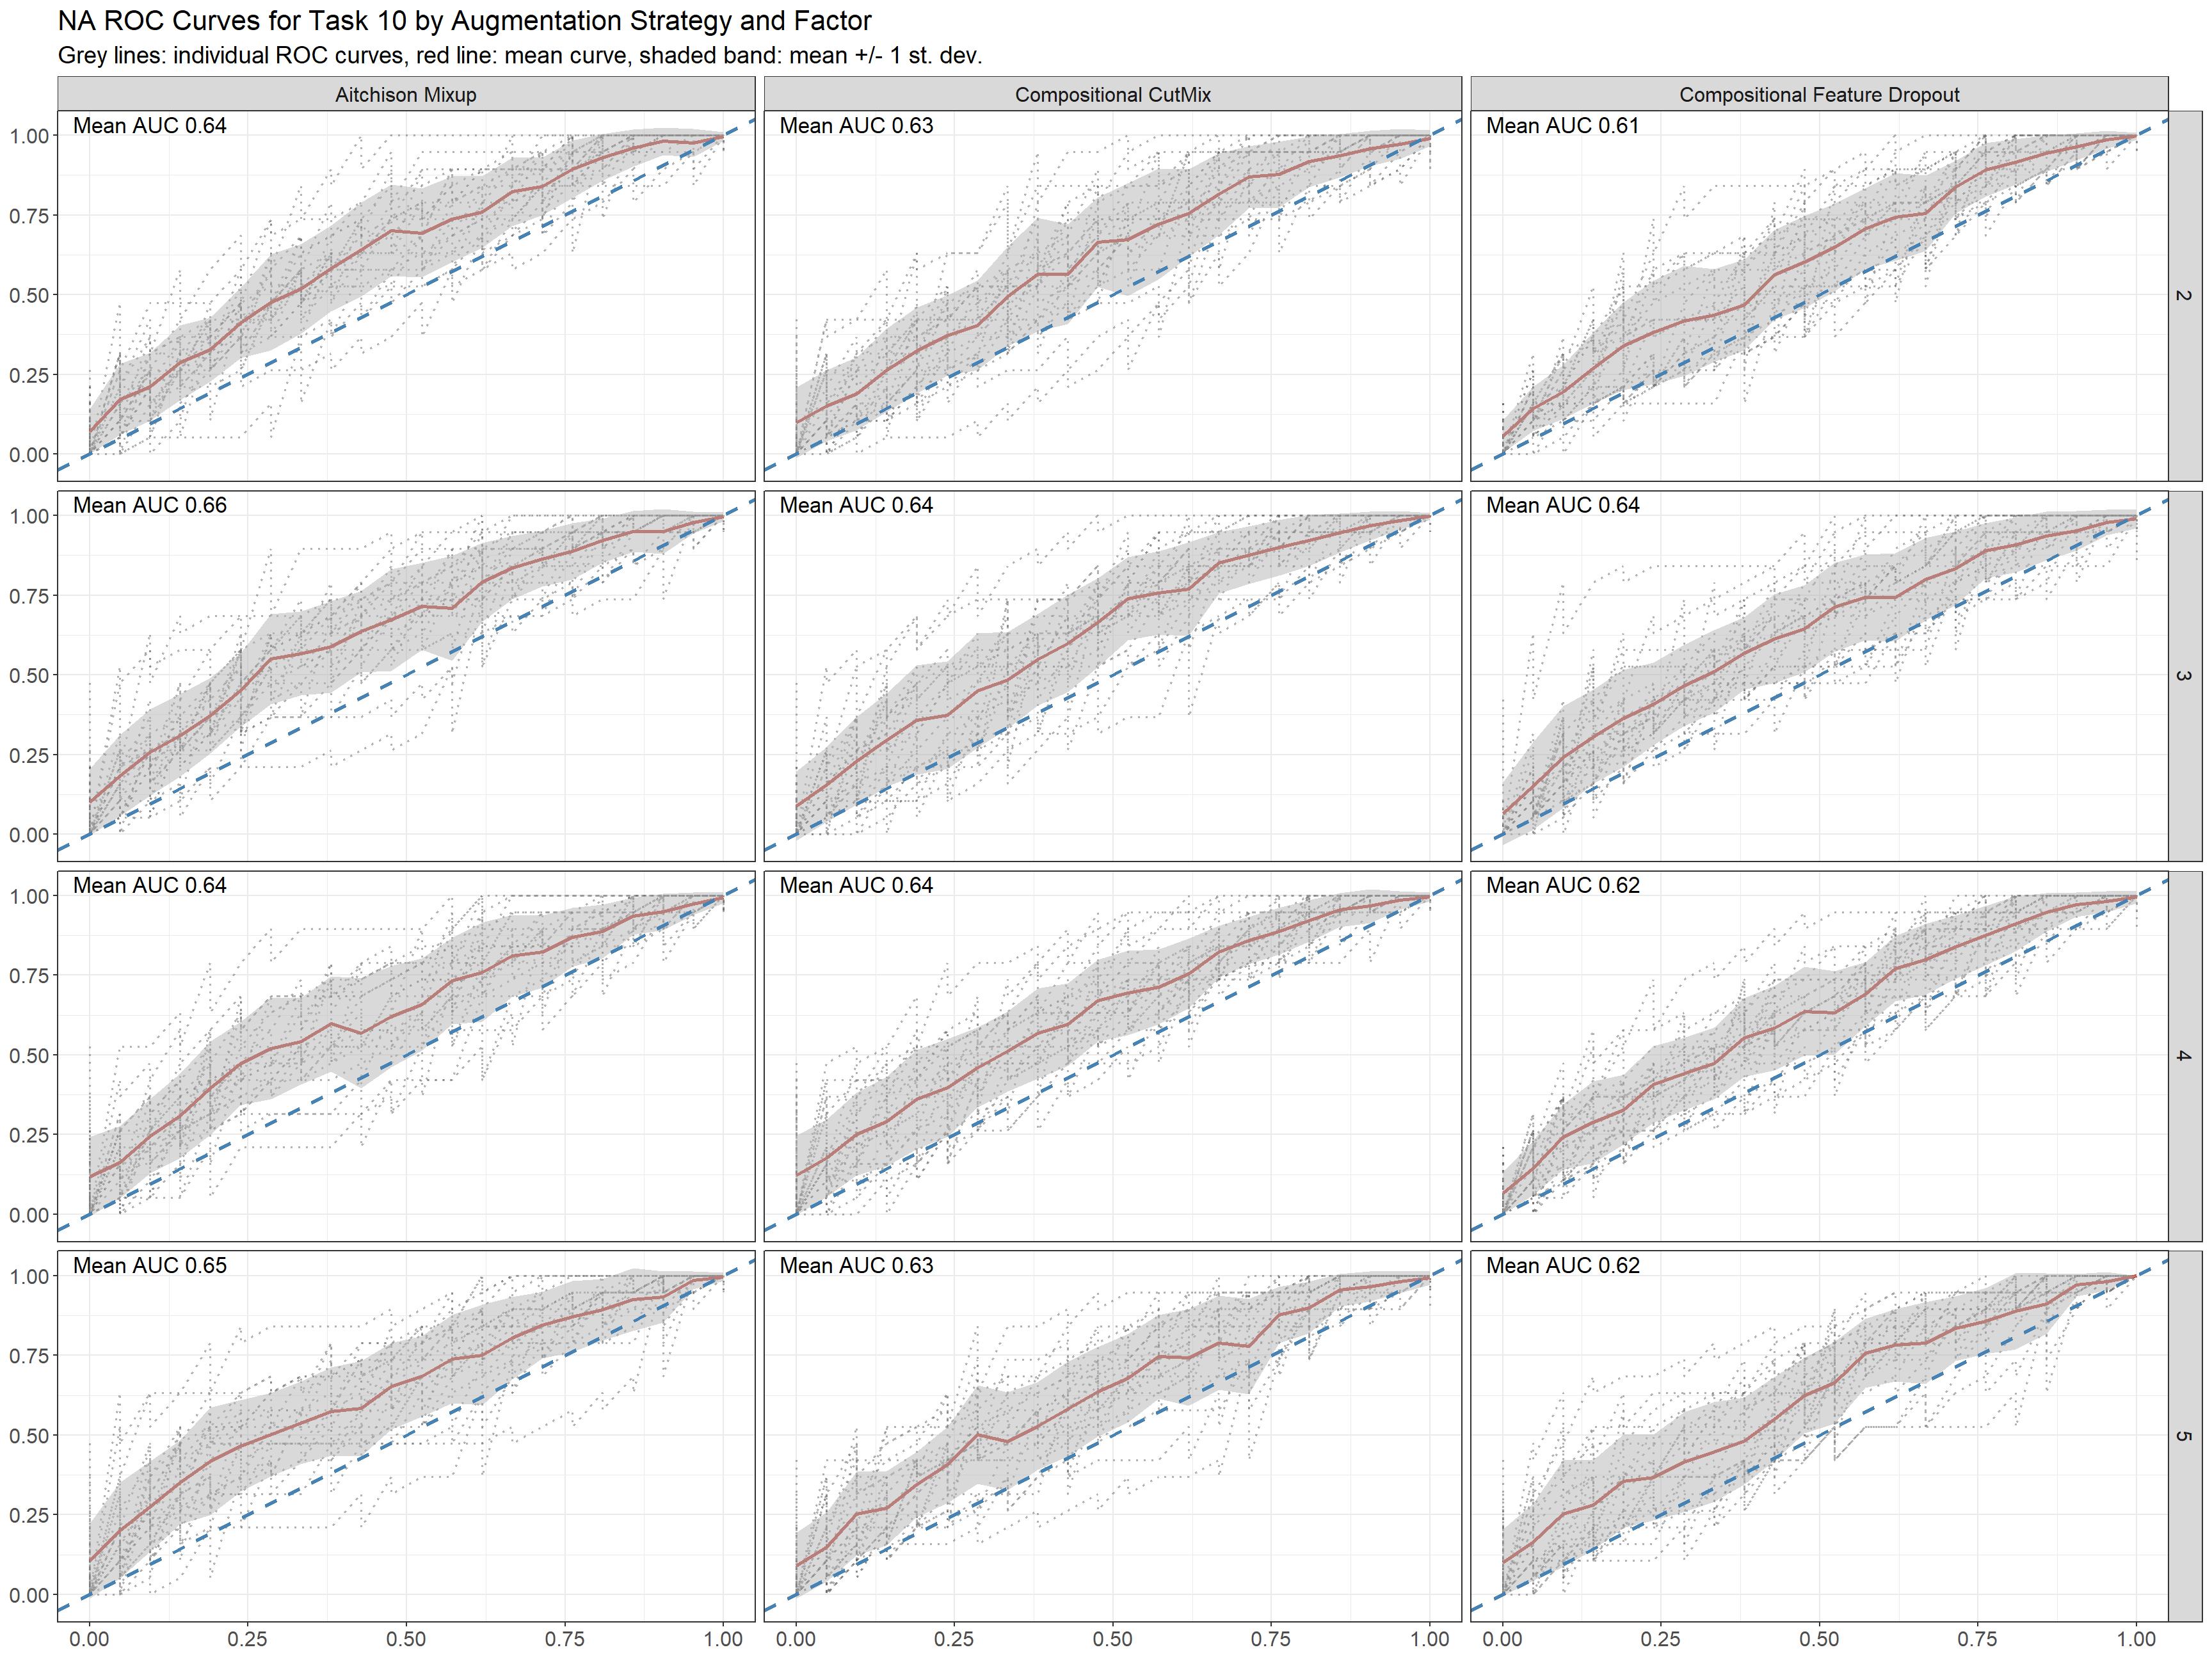 NA ROC Curves for Task 10 by Augmentation Strategy and Factor
Grey lines: individual ROC curves, red line: mean curve, shaded band: mean +/- 1 st. dev.
Aitchison Mixup
Compositional CutMix
Compositional Feature Dropout
Mean AUC 0.64
Mean AUC 0.63
Mean AUC 0.61
1.00
0.75
0.50
0.25
0.00
2
Mean AUC 0.66
Mean AUC 0.64
Mean AUC 0.64
1.00
0.75
0.50
0.25
0.00
3
Mean AUC 0.64
Mean AUC 0.64
Mean AUC 0.62
1.00
0.75
0.50
0.25
0.00
4
Mean AUC 0.65
Mean AUC 0.63
Mean AUC 0.62
1.00
0.75
0.50
0.25
0.00
5
0.00 0.25 0.50 0.75 1.00
0.00 0.25 0.50 0.75 1.00
0.00 0.25 0.50 0.75 1.00